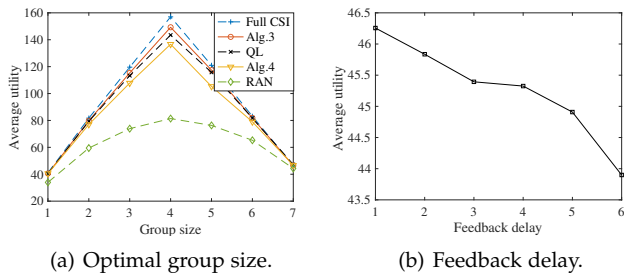 160
140
120
100
80
60
40
20
1 2 3 4 5 6 7
Average utility
Group size
Full CSI
Alg.3
QL
Alg.4
RAN
(a) Optimal group size.
46.5
46
45.5
45
44.5
44
43.5
1 2 3 4 5 6
Average utility
Feedback delay
(b) Feedback delay.